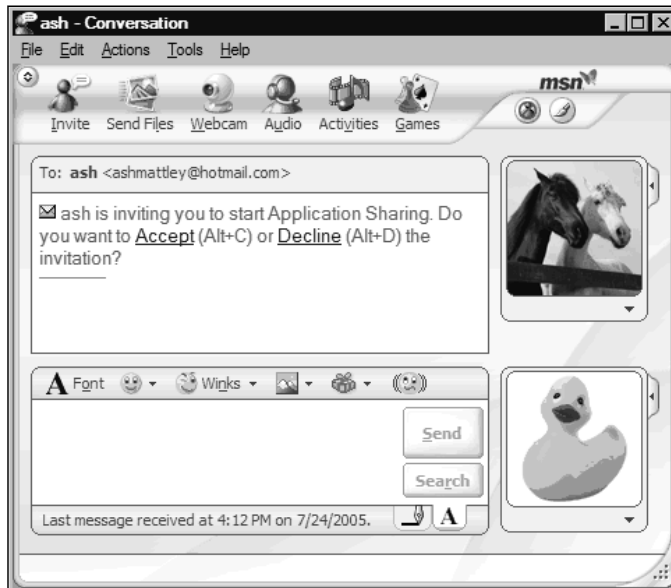 ash - Conversation
File Edit Actions Tools Help
msn
Invite Send Files Webcam Audio Activities Games
To: ash <ashmattley@hotmail.com>
ash is inviting you to start Application Sharing. Do
you want to Accept (Alt+C) or Decline (Alt+D) the
invitation?
A Font Winks
Send
Search
Last message received at 4:12 PM on 7/24/2005.
A